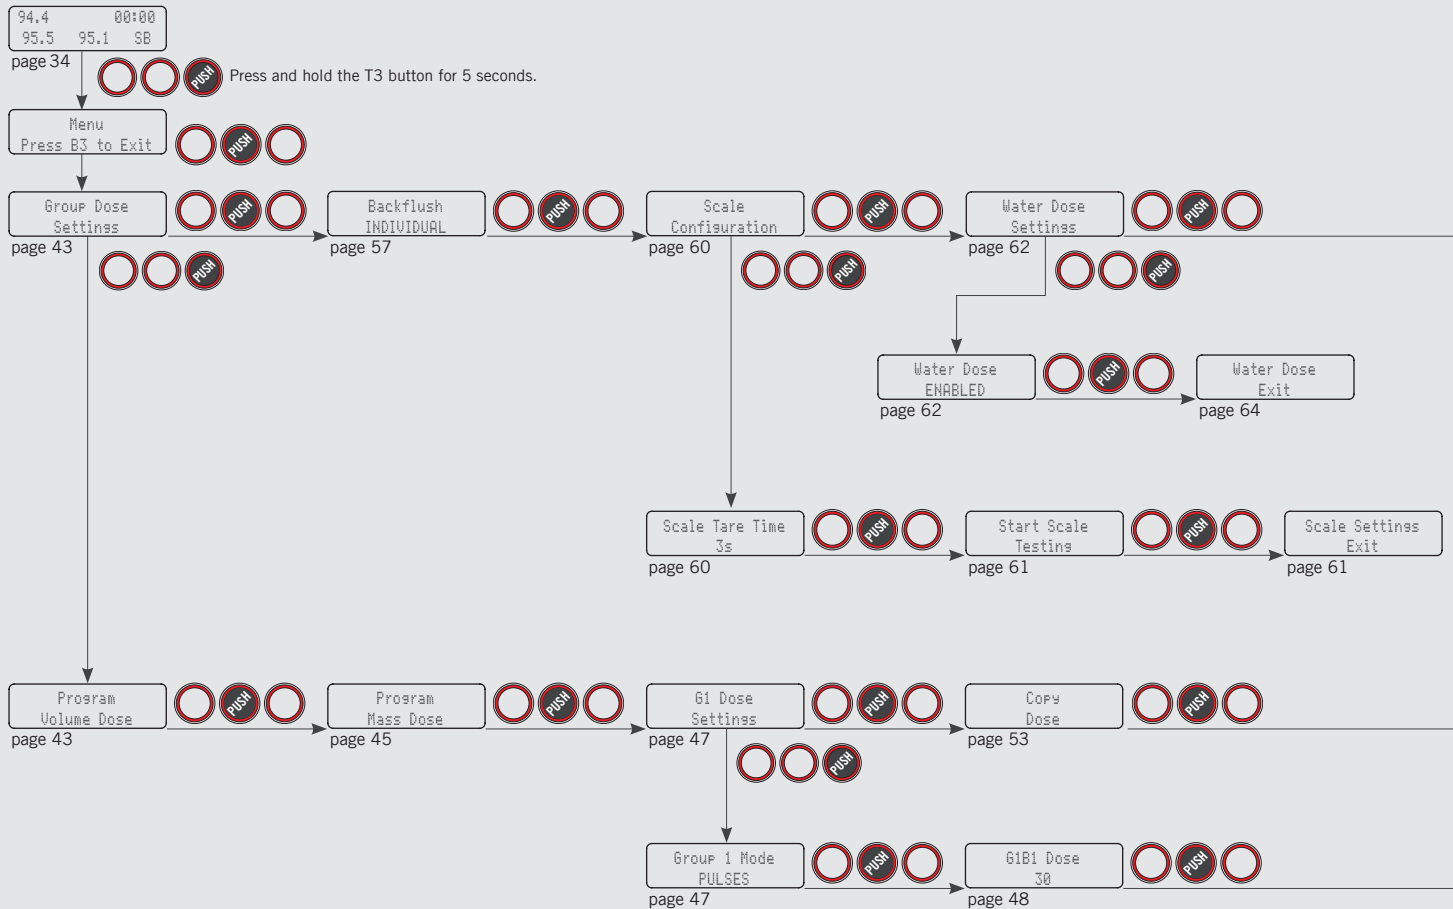 94.4 00:00
95.5 95.1 SB
page 34
PUSH
Press and hold the T3 button for 5 seconds.
Menu
Press B3 to Exit
PUSH
Group Dose
Settings
page 43
PUSH
PUSH
Backflush
INDIVIDUAL
page 57
PUSH
Scale
Configuration
page 60
PUSH
PUSH
Water Dose
Settings
page 62
PUSH
PUSH
Water Dose
ENABLED
page 62
PUSH
Water Dose
Exit
page 64
Scale Tare Time
3s
page 60
PUSH
Start Scale
Testing
page 61
PUSH
Scale Settings
Exit
page 61
Program
Volume Dose
page 43
PUSH
Program
Mass Dose
page 45
PUSH
G1 Dose
Settings
page 47
PUSH
PUSH
Copy
Dose
page 53
PUSH
Group 1 Mode
PULSES
page 47
PUSH
G1B1 Dose
30
page 48
PUSH